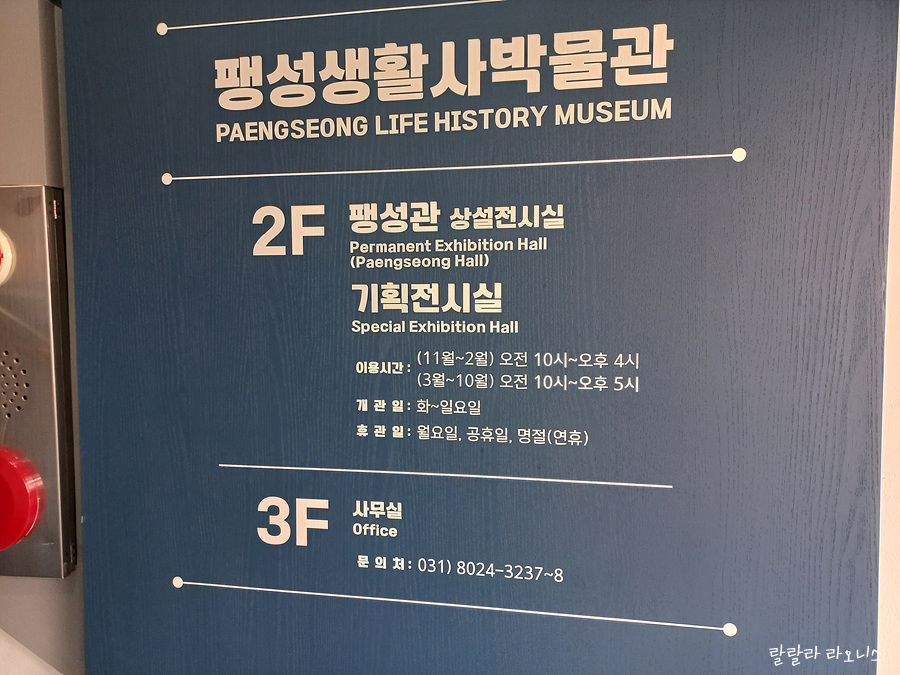 팽성생활사박물관
PAENGSEONG LIFE HISTORY MUSEUM
2F 팽성관 상설전시실
Permanent Exhibition Hall
(Paengseong Hall)
기획전시실
Special Exhibition Hall
이용시간 : (11월~2월) 오전 10시~오후 4시
(3월~10월) 오전 10시~오후 5시
개 관 일 : 화~일요일
휴 관 일 : 월요일, 공휴일, 명절(연휴)
3F 사무실
Office
문 의 처 : 031) 8024-3237~8
랄랄라 라오니스